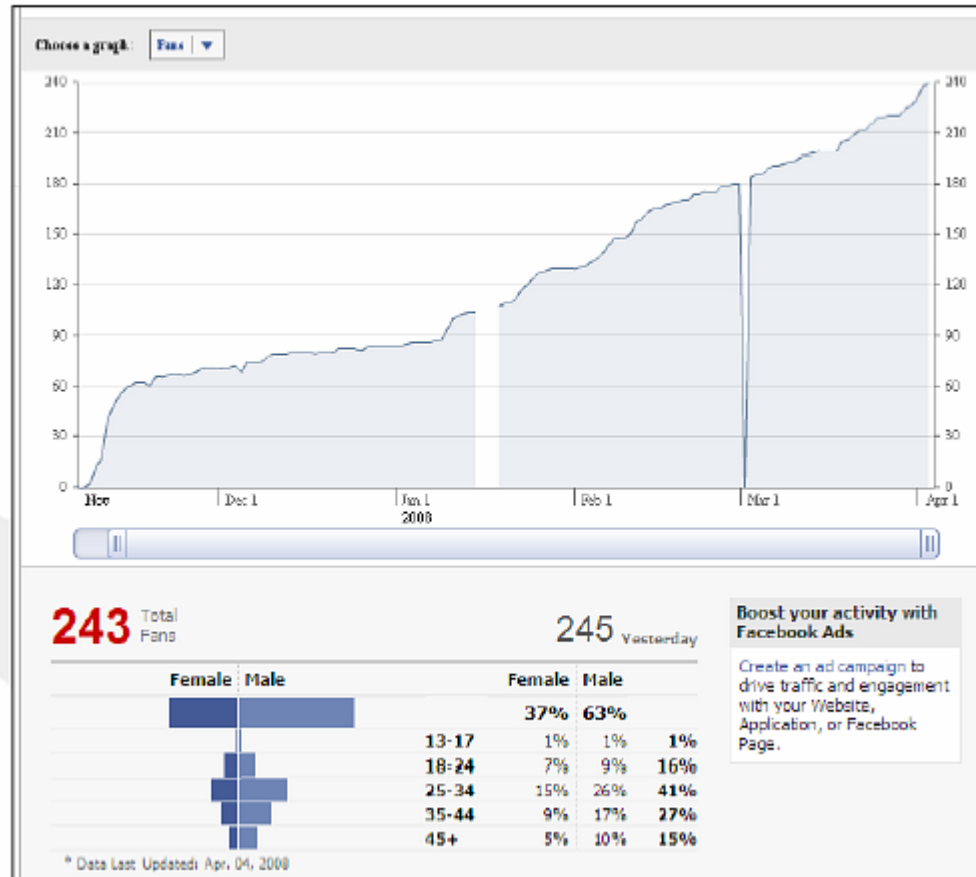 Choose a graph: Fans
240 240
210 210
180 180
150 150
120 120
90 90
60 60
30 30
0 0
Nov Dec 1 Jan 1 Feb 1 Mar 1 Apr 1
2008
243 Total Fans 245 Yesterday
Female Male Female Male
37% 63%
13-17 1% 1% 1%
18-24 7% 9% 16%
25-34 15% 26% 41%
35-44 9% 17% 27%
45+ 5% 10% 15%
* Data Last Updated: Apr. 04, 2008
Boost your activity with
Facebook Ads
Create an ad campaign to
drive traffic and engagement
with your Website,
Application, or Facebook
Page.